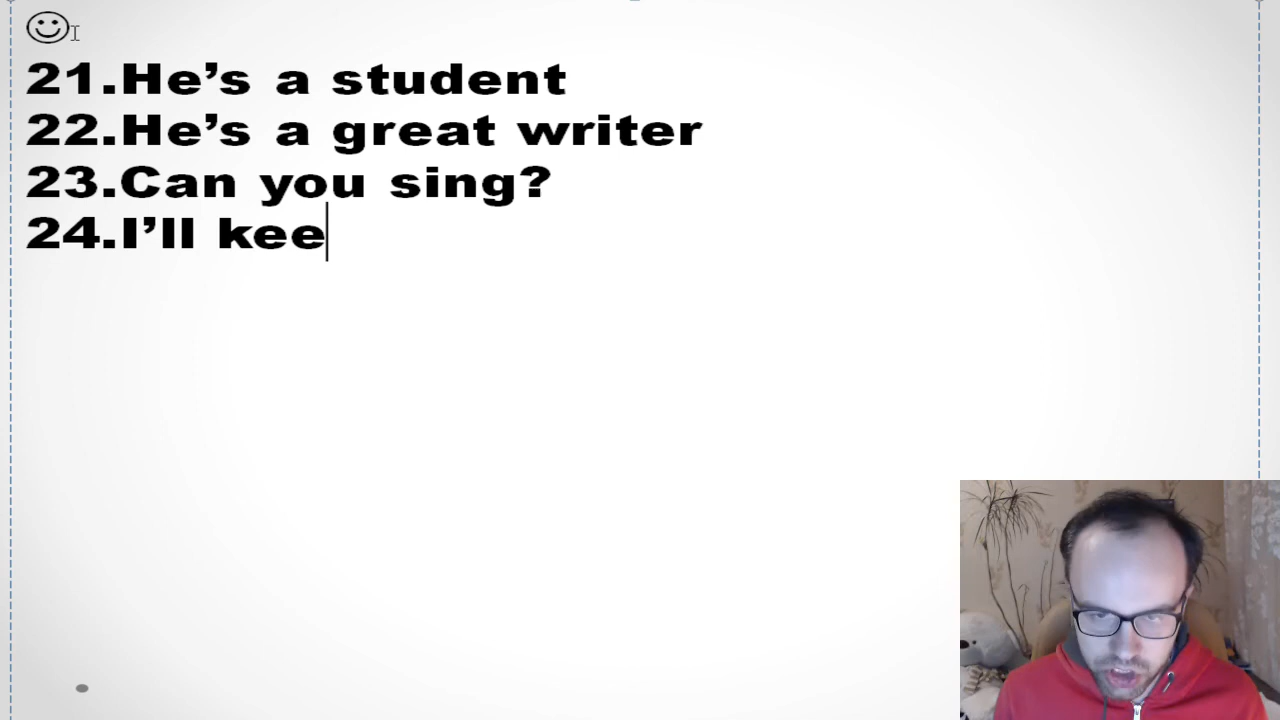 21.He’s a student
22.He’s a great writer
23.Can you sing?
24.I’ll kee